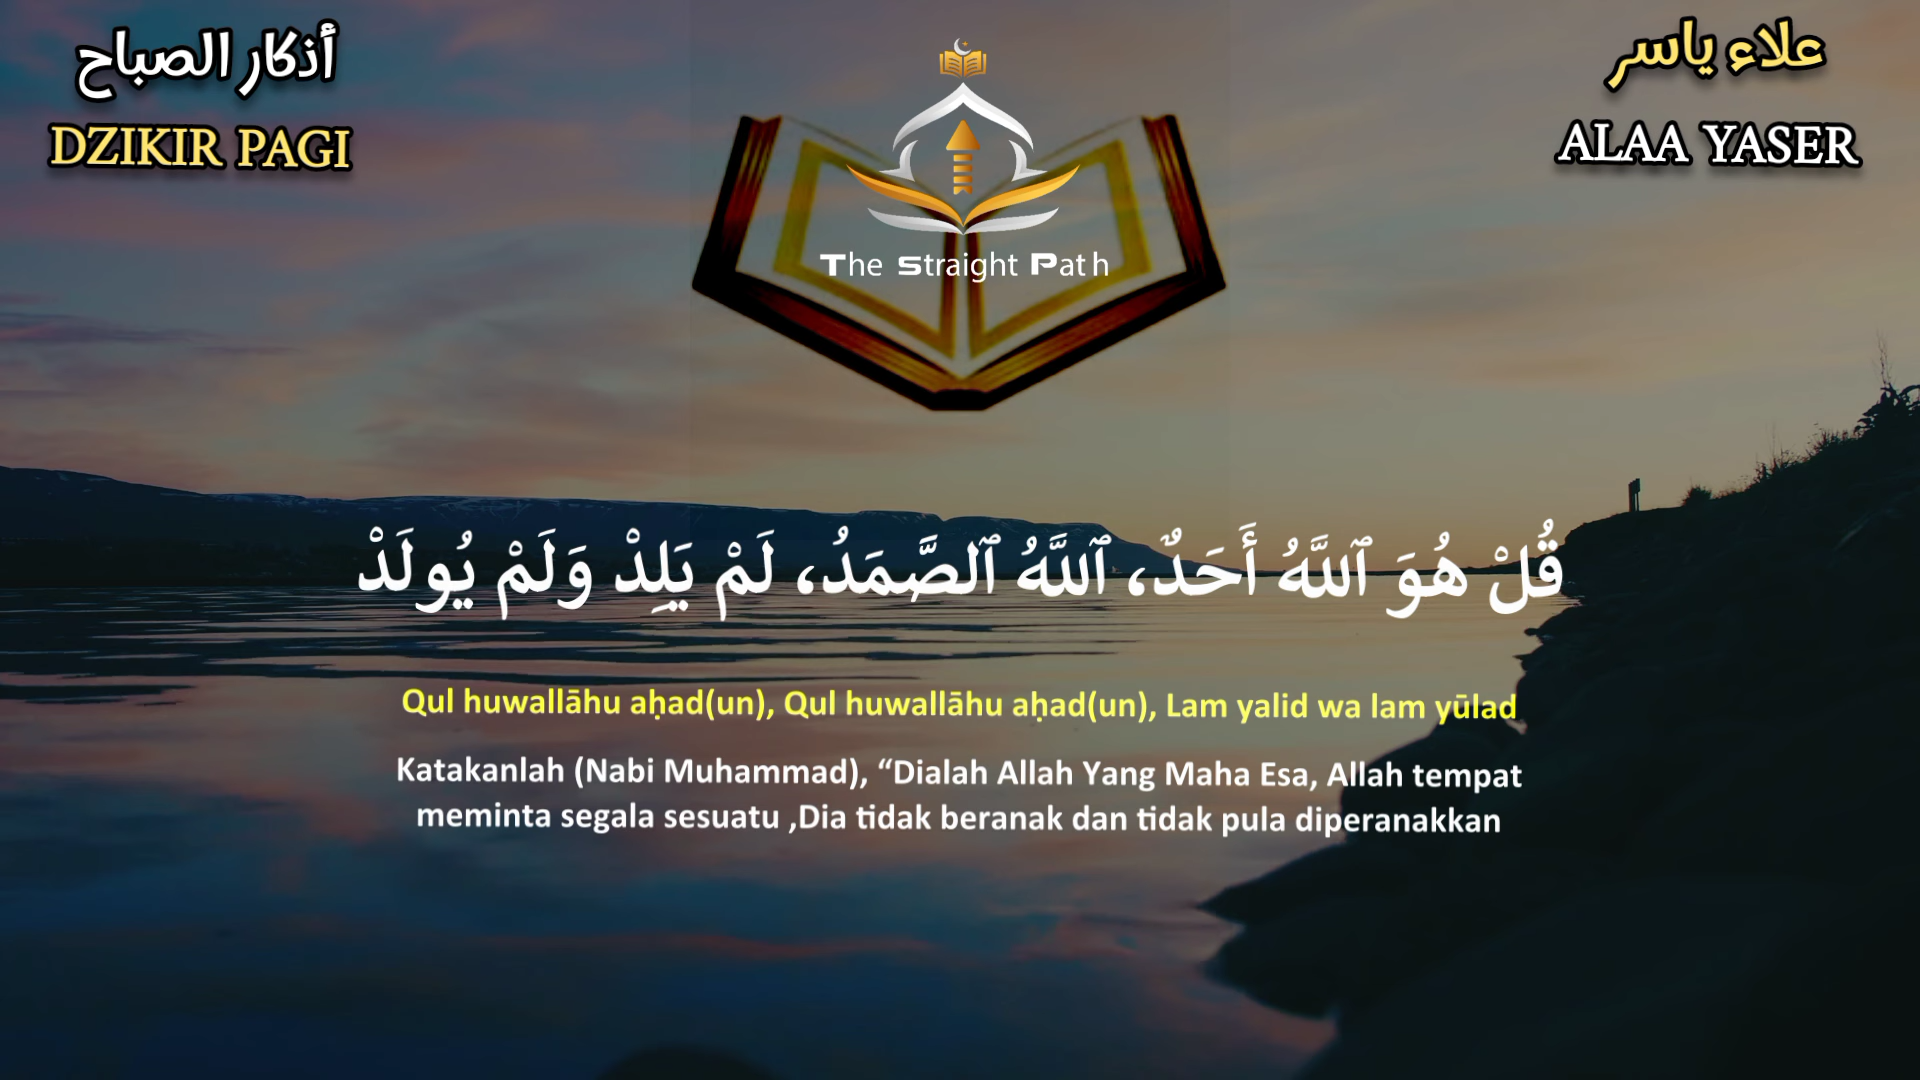 أذكار الصباح
DZIKIR PAGI
علاء ياسر
ALAA YASER
The Straight Path
قُلْ هُوَ ٱللَّهُ أَحَدٌ، ٱللَّهُ ٱلصَّمَدُ، لَمْ يَلِدْ وَلَمْ يُولَدْ
Qul huwallāhu aḥad(un), Qul huwallāhu aḥad(un), Lam yalid wa lam yūlad
Katakanlah (Nabi Muhammad), “Dialah Allah Yang Maha Esa, Allah tempat
meminta segala sesuatu ,Dia tidak beranak dan tidak pula diperanakkan